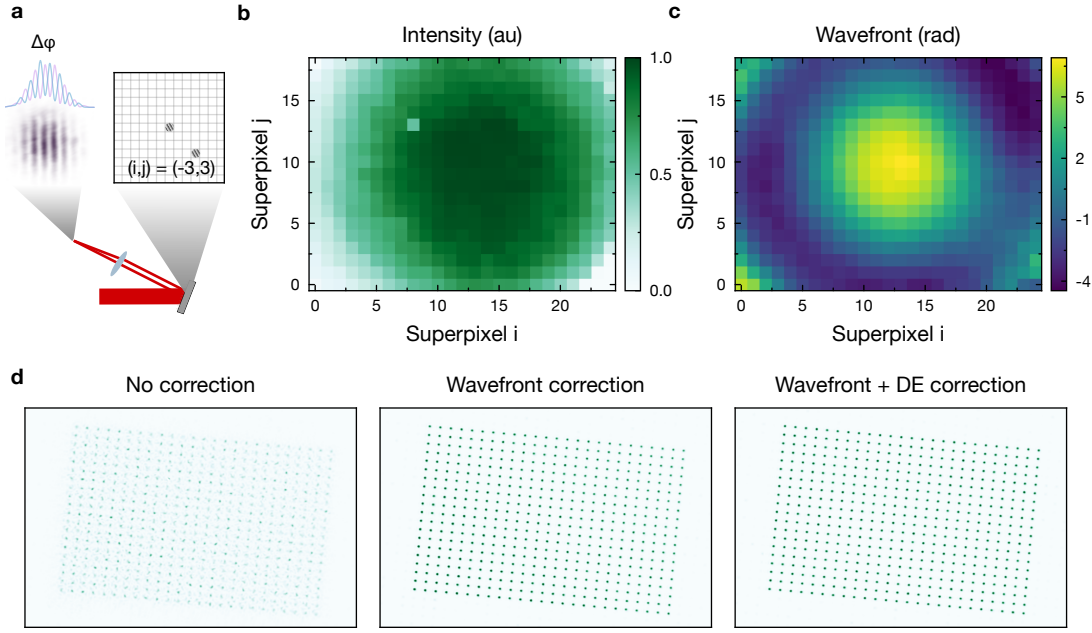 a
Δφ
(i,j) = (-3,3)
b
Intensity (au)
Superpixel j
15
10
5
0
0
5
10
15
20
Superpixel i
1.0
0.5
0.0
c
Wavefront (rad)
Superpixel j
15
10
5
0
0
5
10
15
20
Superpixel i
7
5
2
-1
-4
d
No correction
Wavefront correction
Wavefront + DE correction